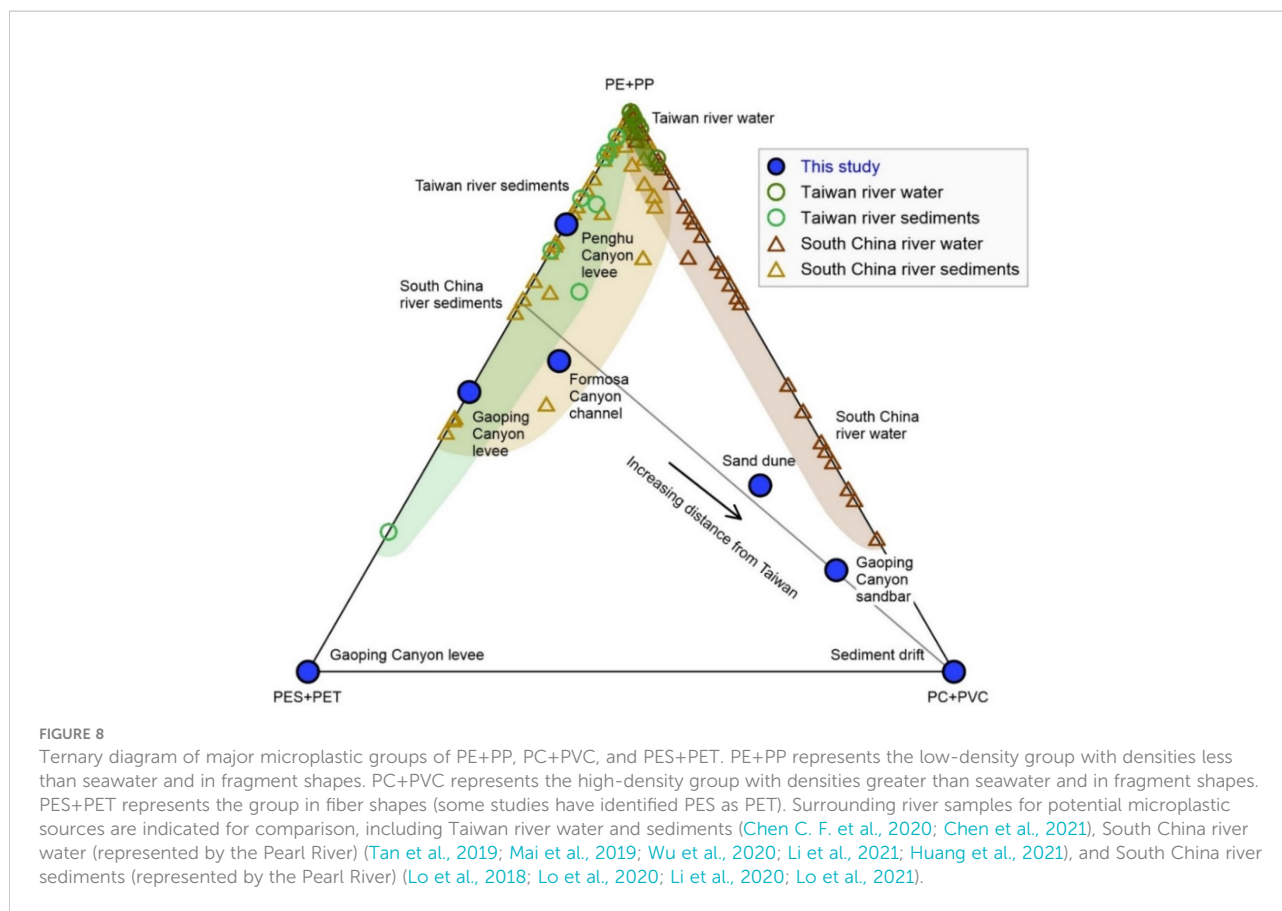 PE+PP
Taiwan river water
This study
Taiwan river water
Taiwan river sediments
South China river water
South China river sediments
Taiwan river sediments
Penghu
Canyon
levee
South China
river sediments
Formosa
Canyon
channel
Gaoping
Canyon
levee
South China
river water
Sand dune
Increasing distance from Taiwan
Gaoping
Canyon
sandbar
Gaoping Canyon levee
Sediment drift
PES+PET
PC+PVC
FIGURE 8
Ternary diagram of major microplastic groups of PE+PP, PC+PVC, and PES+PET. PE+PP represents the low-density group with densities less
than seawater and in fragment shapes. PC+PVC represents the high-density group with densities greater than seawater and in fragment shapes.
PES+PET represents the group in fiber shapes (some studies have identified PES as PET). Surrounding river samples for potential microplastic
sources are indicated for comparison, including Taiwan river water and sediments (Chen C. F. et al., 2020; Chen et al., 2021), South China river
water (represented by the Pearl River) (Tan et al., 2019; Mai et al., 2019; Wu et al., 2020; Li et al., 2021; Huang et al., 2021), and South China river
sediments (represented by the Pearl River) (Lo et al., 2018; Lo et al., 2020; Li et al., 2020; Lo et al., 2021).